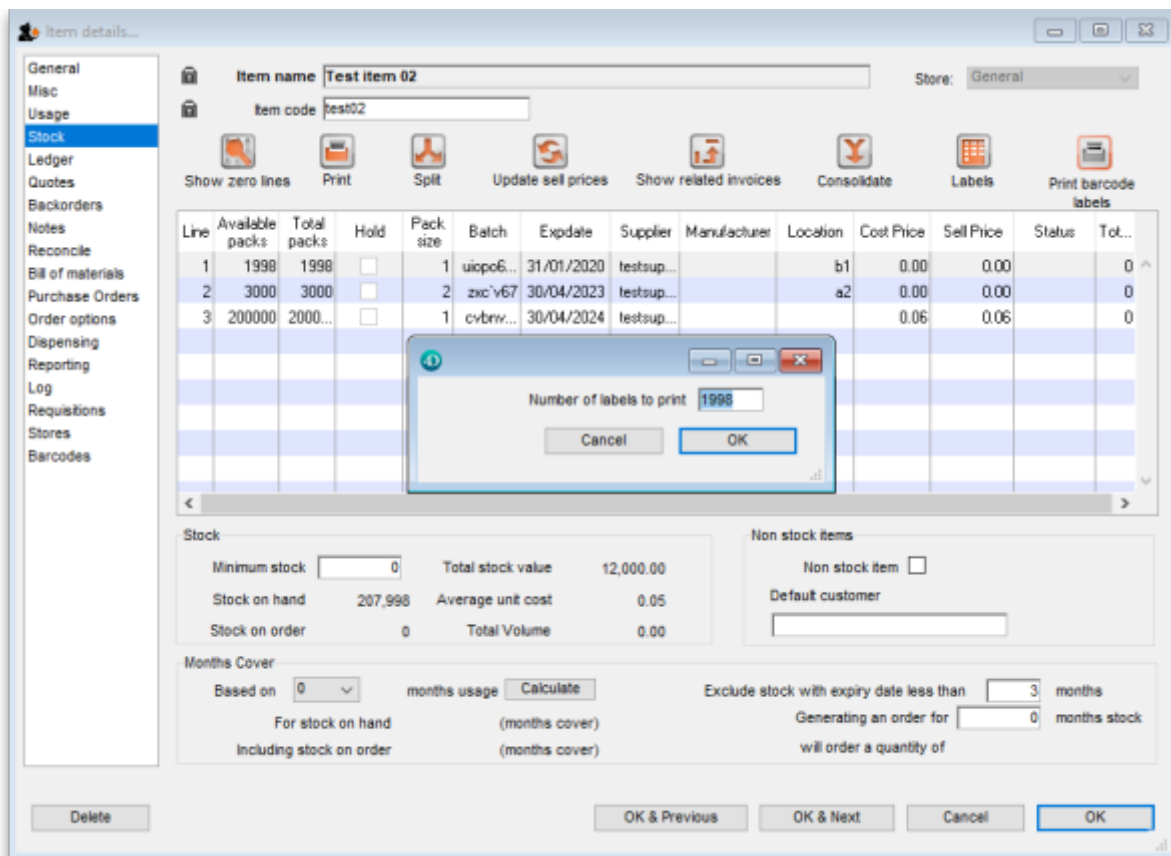 Item details...
General
Misc
Usage
Stock
Ledger
Quotes
Backorders
Notes
Reconcile
Bill of materials
Purchase Orders
Order options
Dispensing
Reporting
Log
Requisitions
Stores
Barcodes
Item name Test item 02 Store: General
Item code test02
Show zero lines Print Split Update sell prices Show related invoices Consolidate Labels Print barcode labels
Line Available packs Total packs Hold Pack size Batch Expdate Supplier Manufacturer Location Cost Price Sell Price Status Tot...
1 1998 1998 1 uiopo6... 31/01/2020 testsup... b1 0.00 0.00 0
2 3000 3000 2 zxc`v67 30/04/2023 testsup... a2 0.00 0.00 0
3 200000 2000... 1 cvbnv... 30/04/2024 testsup... 0.06 0.06 0
Number of labels to print 1998
Cancel OK
Stock Non stock items
Minimum stock 0 Total stock value 12,000.00 Non stock item
Stock on hand 207,998 Average unit cost 0.05 Default customer
Stock on order 0 Total Volume 0.00
Months Cover
Based on 0 months usage Calculate Exclude stock with expiry date less than 3 months
For stock on hand (months cover) Generating an order for 0 months stock
Including stock on order (months cover) will order a quantity of
Delete OK & Previous OK & Next Cancel OK